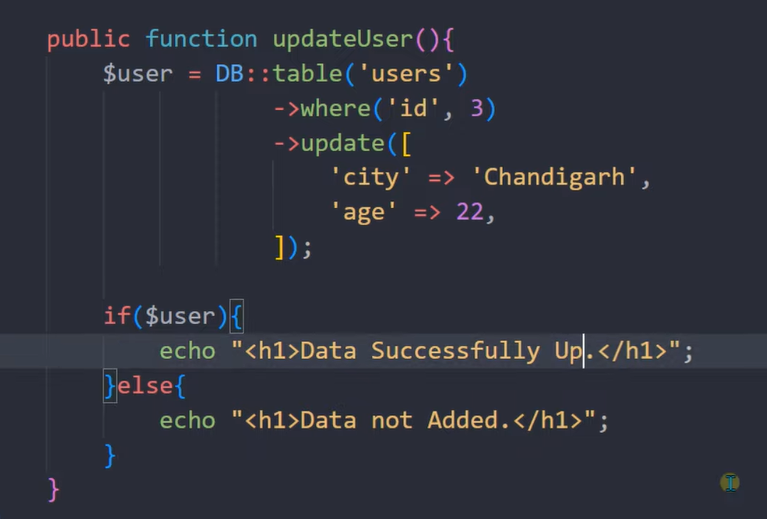 public function updateUser(){
$user = DB::table('users')
->where('id', 3)
->update([
'city' => 'Chandigarh',
'age' => 22,
]);
if($user){
echo "<h1>Data Successfully Up.</h1>";
}else{
echo "<h1>Data not Added.</h1>";
}
}